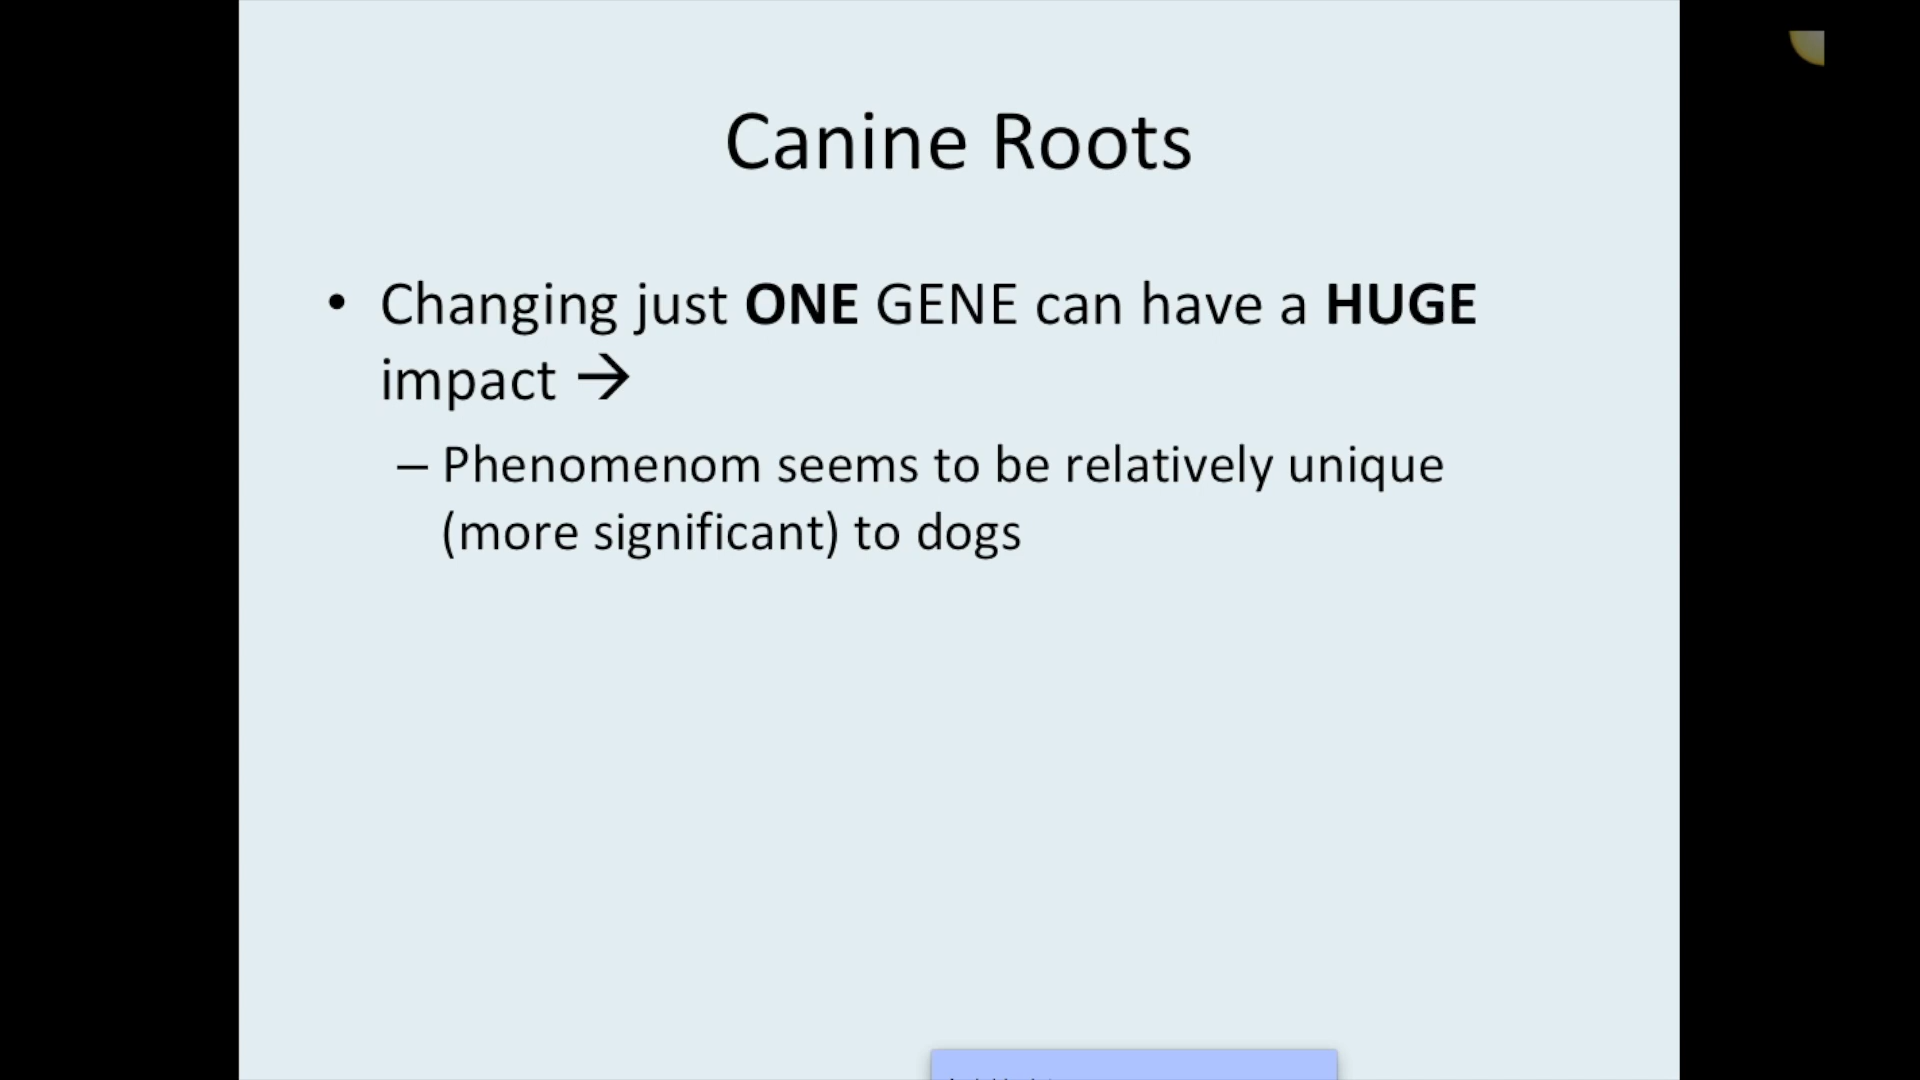 Canine Roots
• Changing just ONE GENE can have a HUGE
impact →
– Phenomenom seems to be relatively unique
(more significant) to dogs